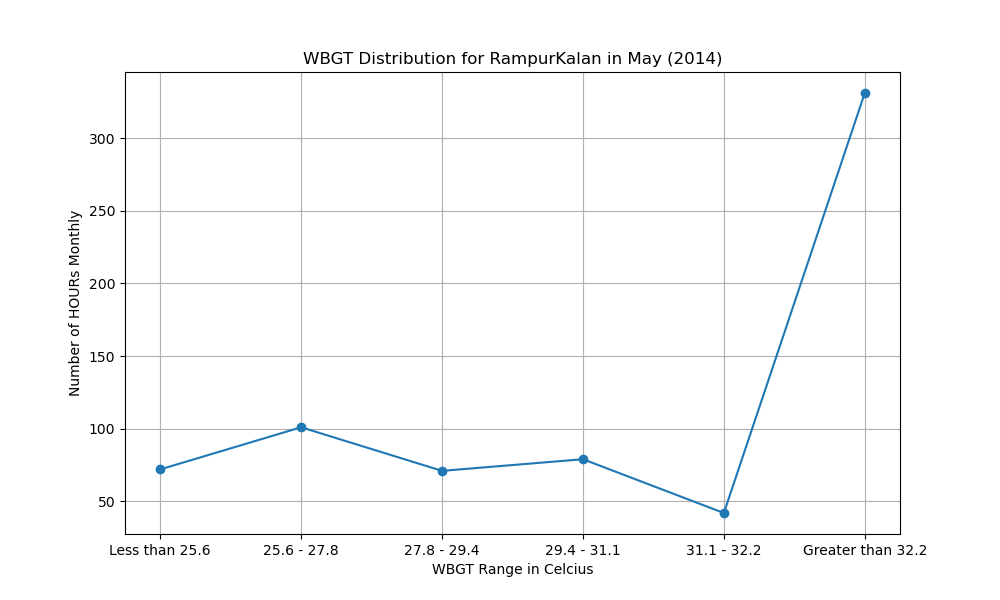 WBGT Distribution for RampurKalan in May (2014)
Number of HOURs Monthly
300
250
200
150
100
50
Less than 25.6
25.6 - 27.8
27.8 - 29.4
29.4 - 31.1
31.1 - 32.2
Greater than 32.2
WBGT Range in Celcius